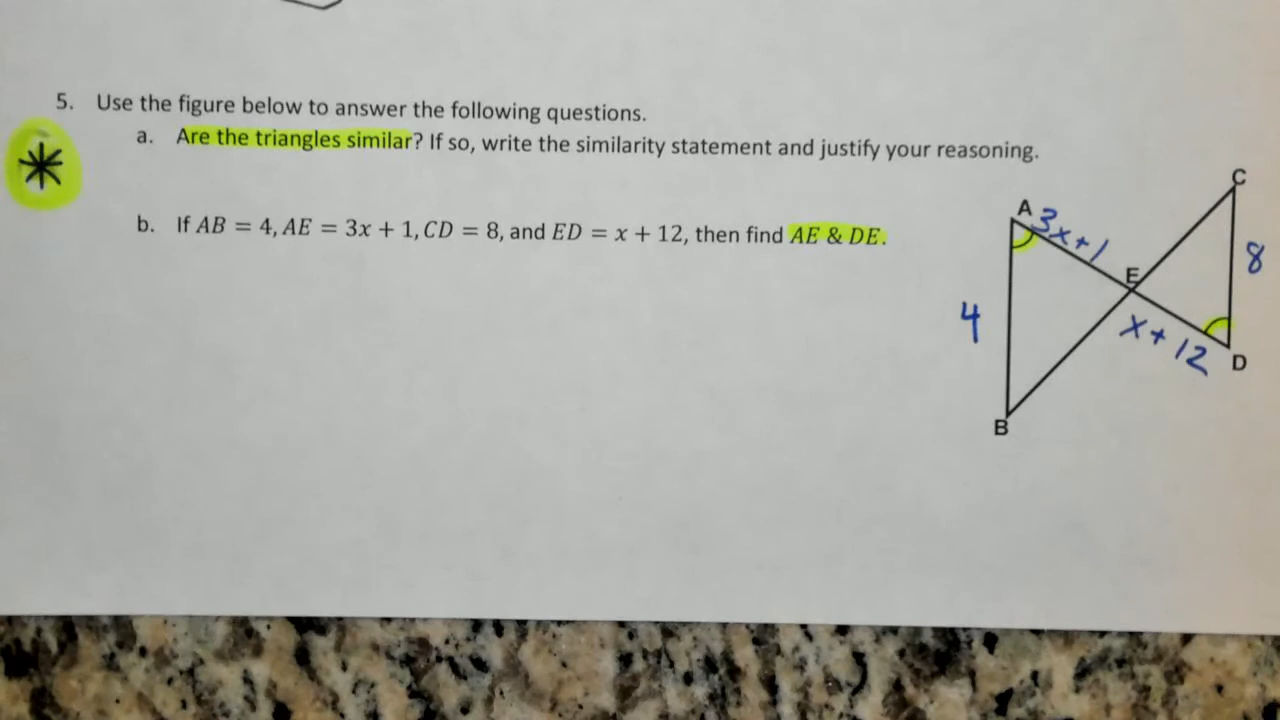 5. Use the figure below to answer the following questions.
a. Are the triangles similar? If so, write the similarity statement and justify your reasoning.
*
b. If AB = 4, AE = 3x + 1, CD = 8, and ED = x + 12, then find AE & DE.
C
A
3x+1
8
E
4
x+12
D
B